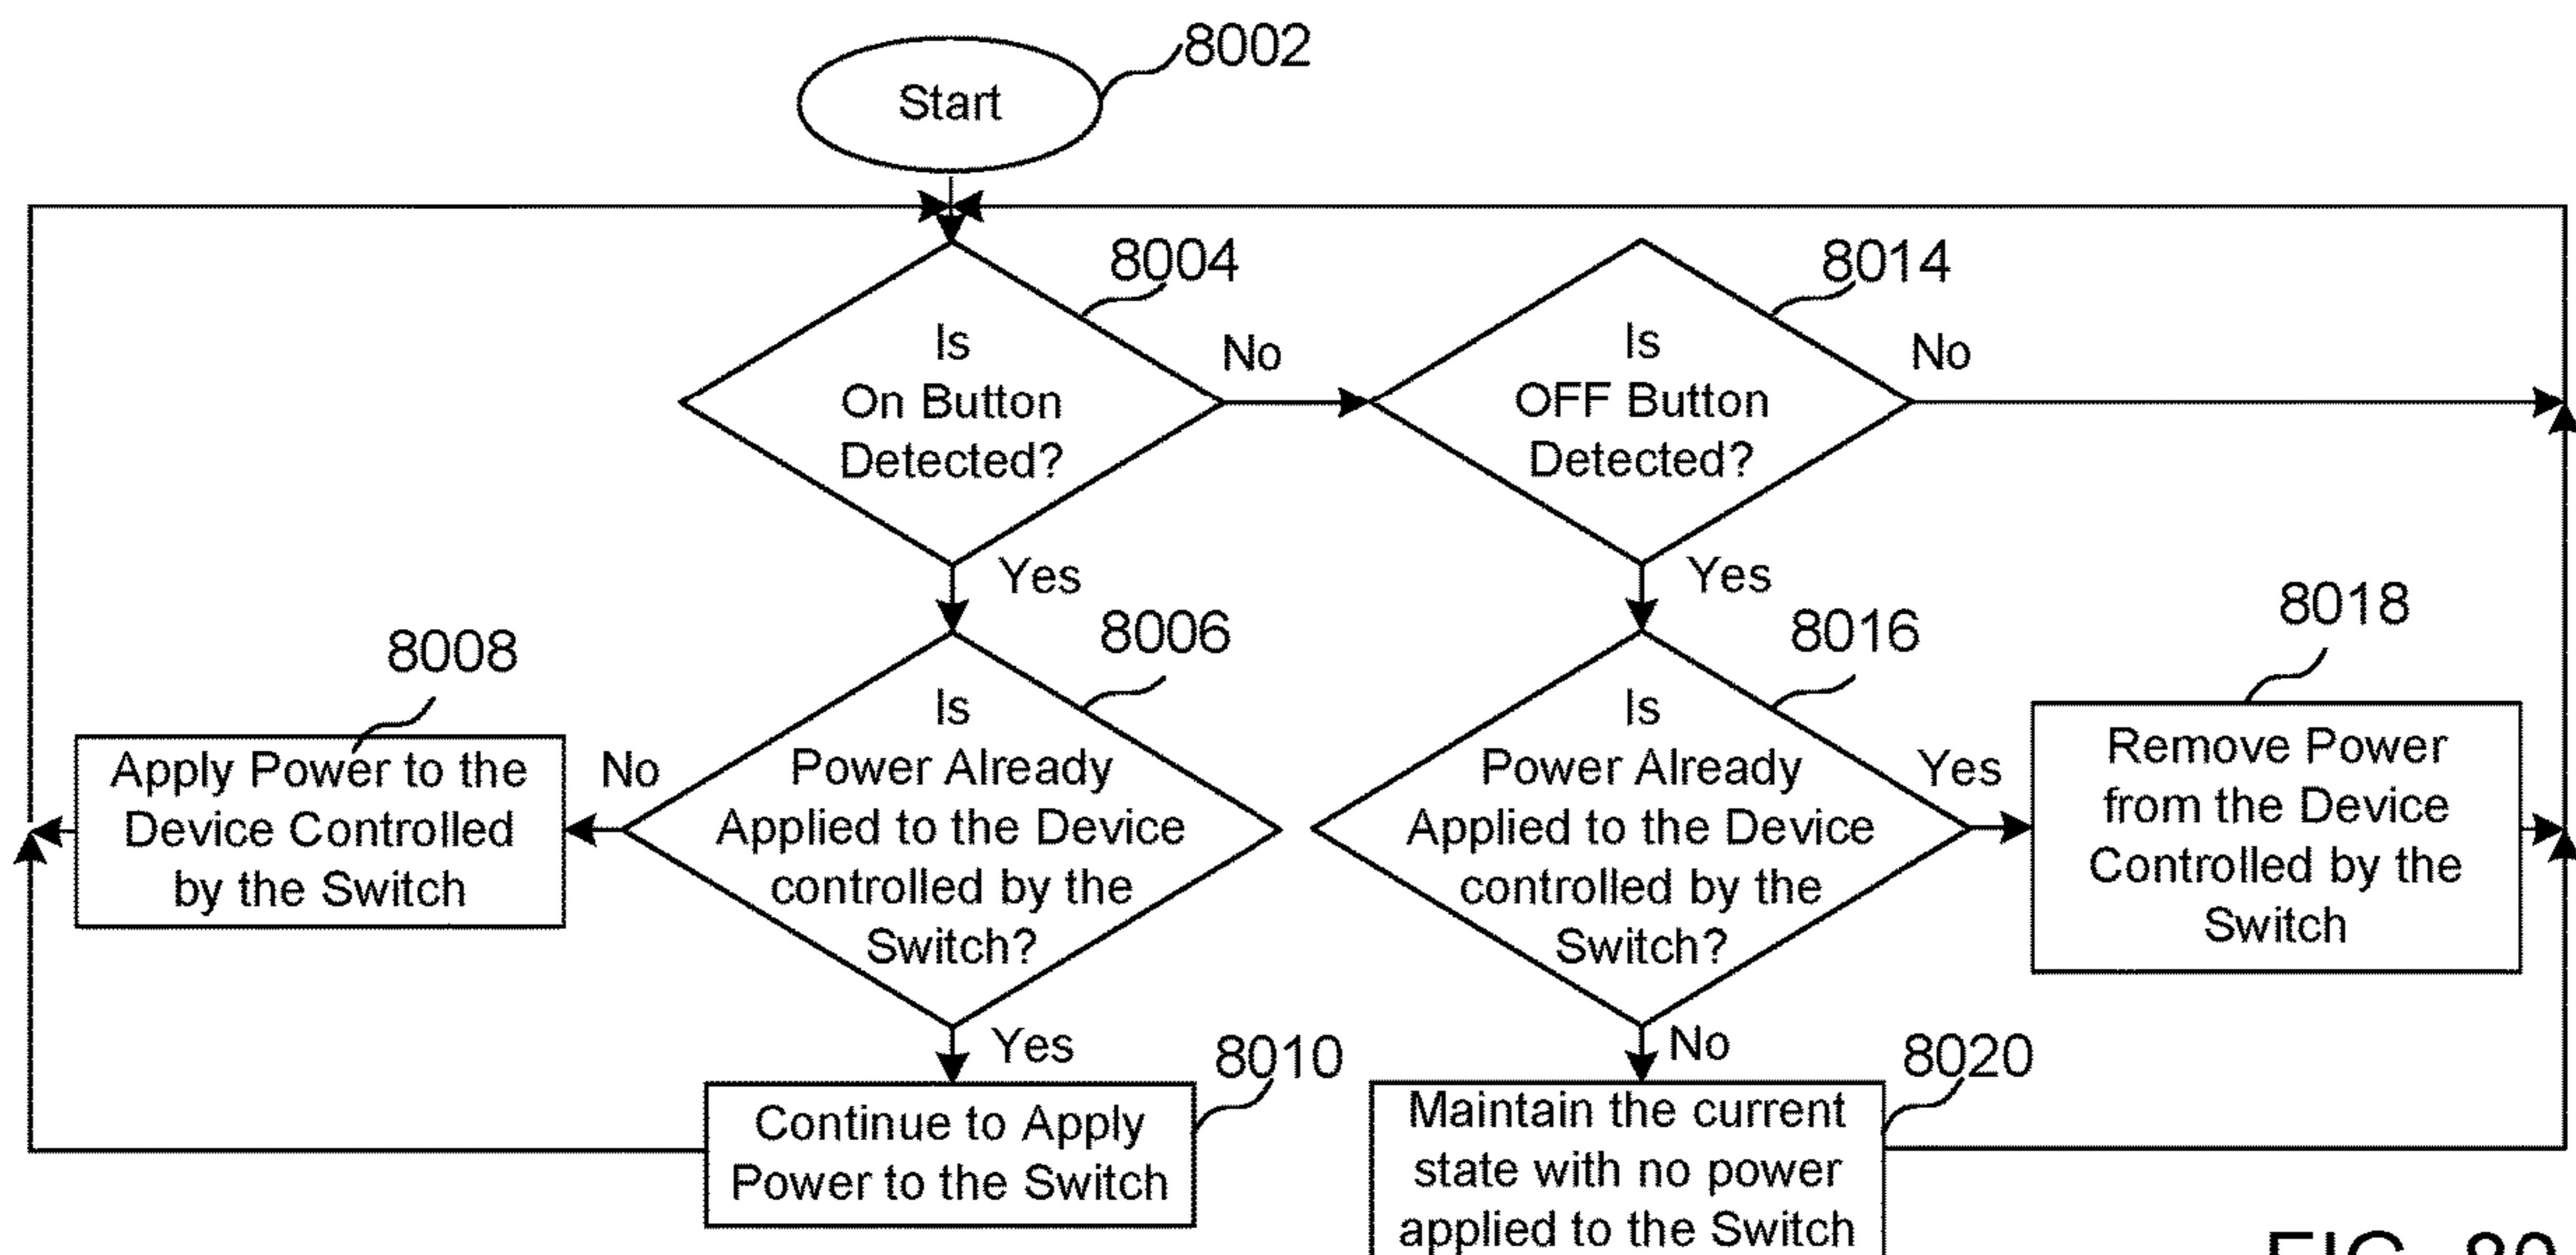 Start
8002
Is
On Button
Detected?
8004
No
Is
OFF Button
Detected?
8014
No
Yes
Yes
8008
Apply Power to the
Device Controlled
by the Switch
No
Is
Power Already
Applied to the Device
controlled by the
Switch?
8006
Is
Power Already
Applied to the Device
controlled by the
Switch?
8016
Yes
8018
Remove Power
from the Device
Controlled by the
Switch
Yes
8010
Continue to Apply
Power to the Switch
No
8020
Maintain the current
state with no power
applied to the Switch
FIG. 80